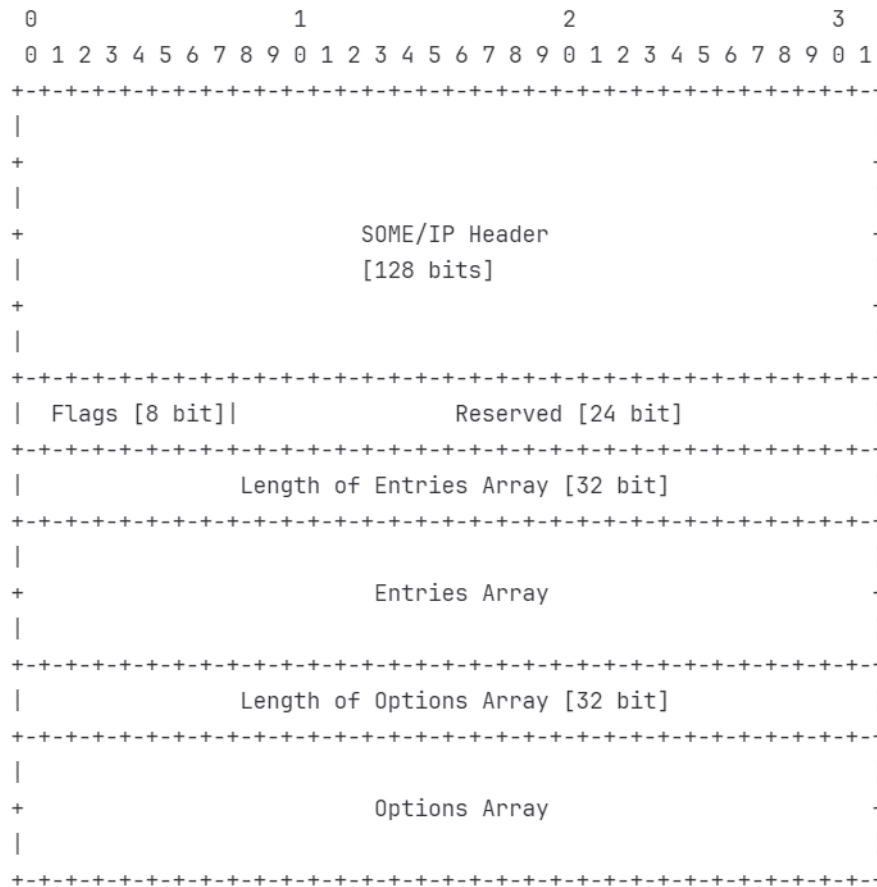 0                   1                   2                   3
 0 1 2 3 4 5 6 7 8 9 0 1 2 3 4 5 6 7 8 9 0 1 2 3 4 5 6 7 8 9 0 1
+-+-+-+-+-+-+-+-+-+-+-+-+-+-+-+-+-+-+-+-+-+-+-+-+-+-+-+-+-+-+-+-+-
|
+                                                               -
|
+                          SOME/IP Header                       -
|                          [128 bits]
+                                                               -
|
+-+-+-+-+-+-+-+-+-+-+-+-+-+-+-+-+-+-+-+-+-+-+-+-+-+-+-+-+-+-+-+-+-
|  Flags [8 bit]|                Reserved [24 bit]
+-+-+-+-+-+-+-+-+-+-+-+-+-+-+-+-+-+-+-+-+-+-+-+-+-+-+-+-+-+-+-+-+-
|                Length of Entries Array [32 bit]
+-+-+-+-+-+-+-+-+-+-+-+-+-+-+-+-+-+-+-+-+-+-+-+-+-+-+-+-+-+-+-+-+-
|
+                          Entries Array                        -
|
+-+-+-+-+-+-+-+-+-+-+-+-+-+-+-+-+-+-+-+-+-+-+-+-+-+-+-+-+-+-+-+-+-
|                Length of Options Array [32 bit]
+-+-+-+-+-+-+-+-+-+-+-+-+-+-+-+-+-+-+-+-+-+-+-+-+-+-+-+-+-+-+-+-+-
|
+                          Options Array                        -
|
+-+-+-+-+-+-+-+-+-+-+-+-+-+-+-+-+-+-+-+-+-+-+-+-+-+-+-+-+-+-+-+-+-